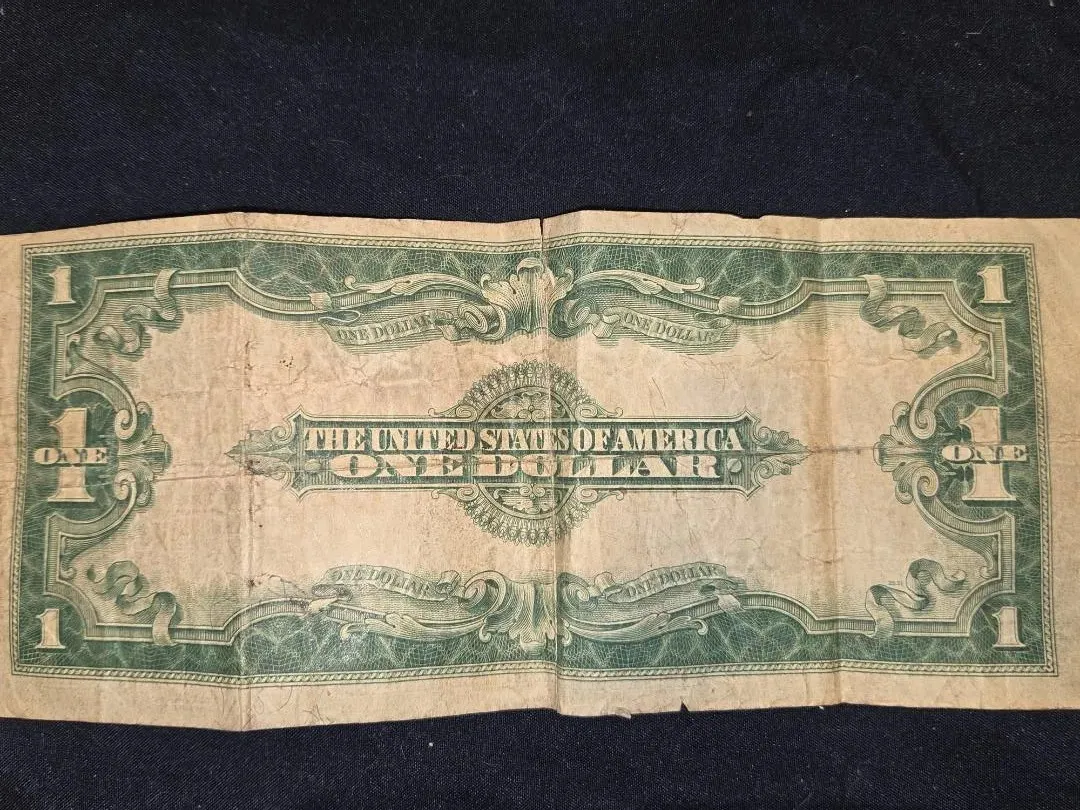 1 1
ONE DOLLAR ONE DOLLAR
1 ONE 1 ONE
THE UNITED STATES OF AMERICA
ONE DOLLAR
ONE DOLLAR ONE DOLLAR
1 1